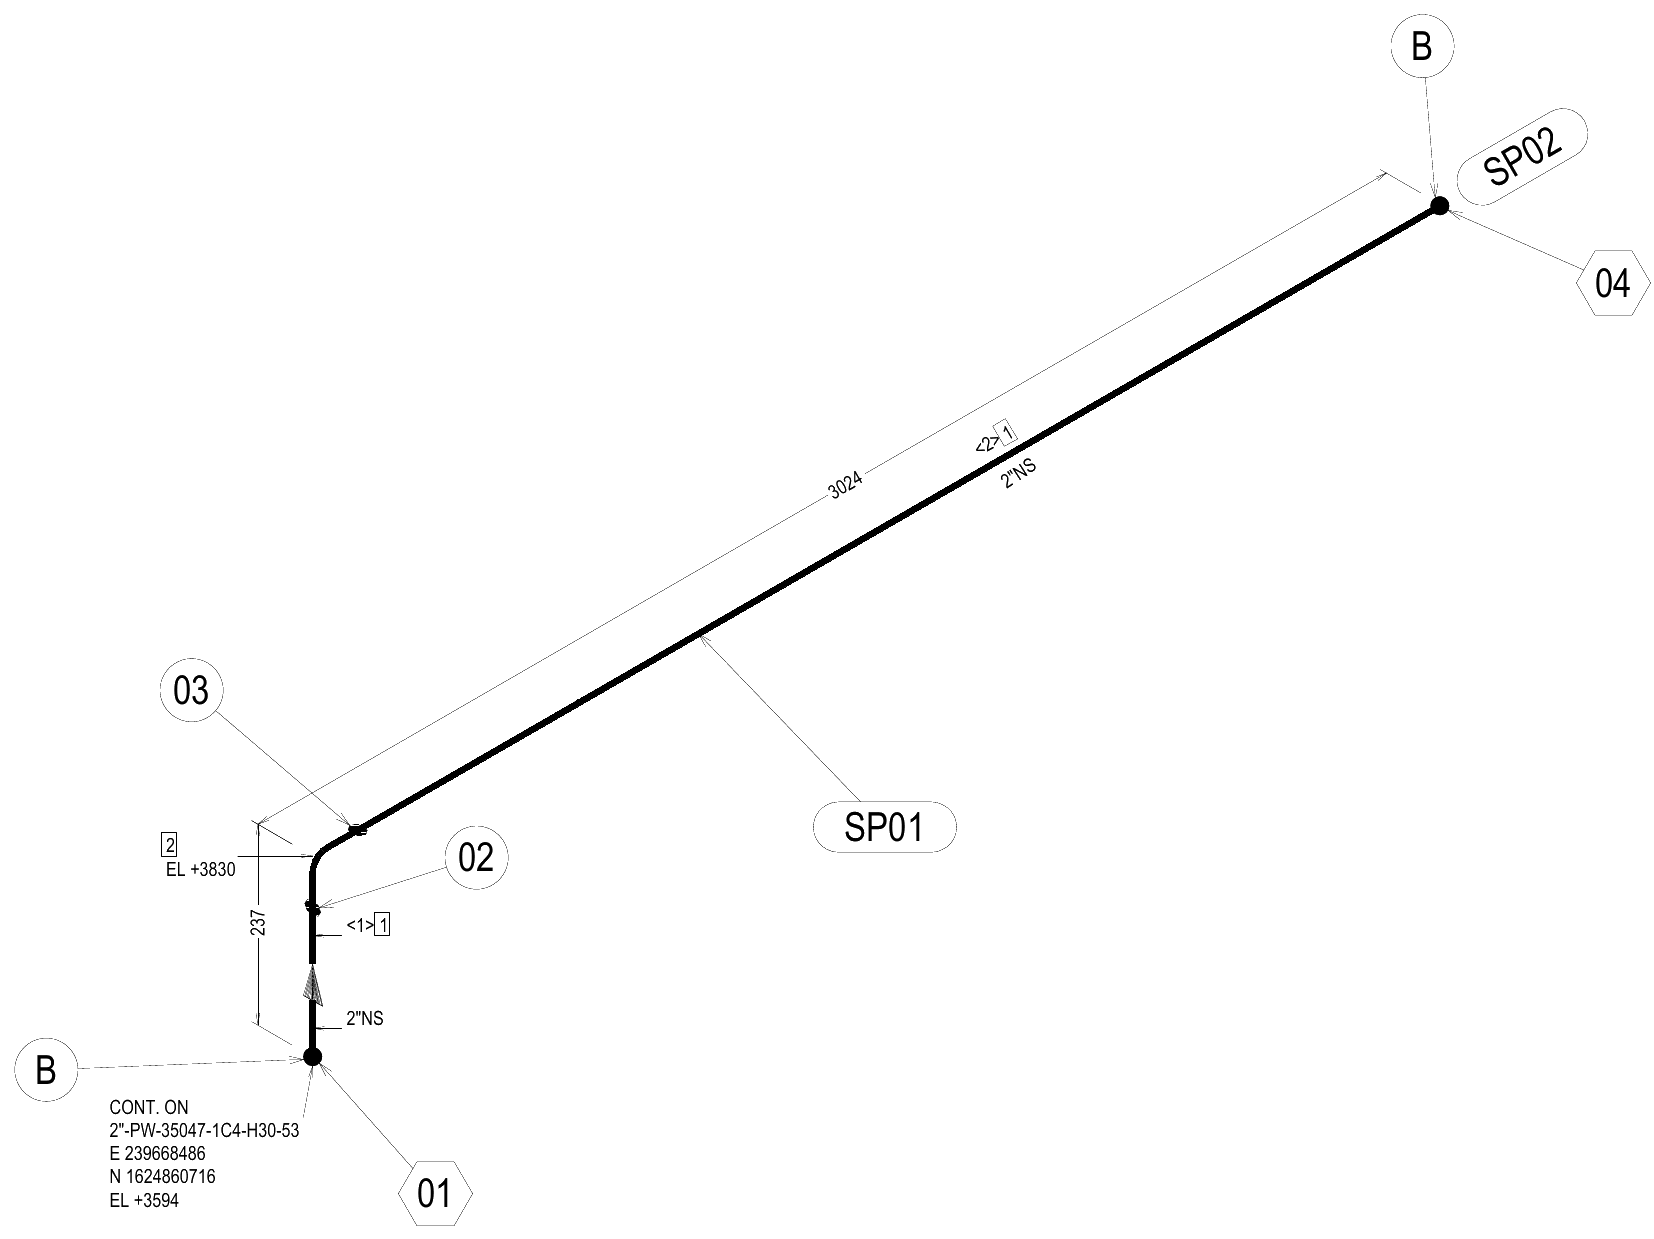 B
SP02
04
<2> 1
2"NS
3024
03
SP01
2
EL +3830
02
237
<1> 1
2"NS
B
CONT. ON
2"-PW-35047-1C4-H30-53
E 239668486
N 1624860716
EL +3594
01